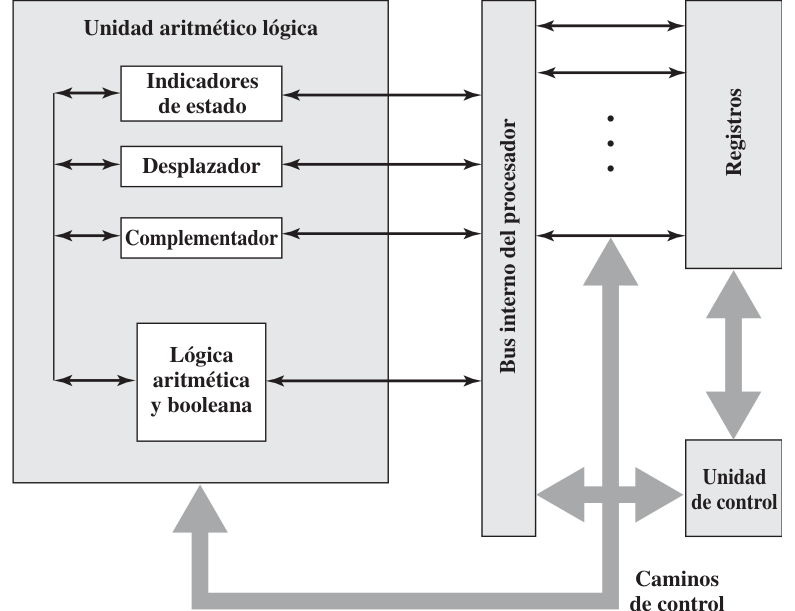 Unidad aritmético lógica
Indicadores
de estado
Desplazador
Complementador
Lógica
aritmética
y booleana
Bus interno del procesador
Registros
Unidad
de control
Caminos
de control